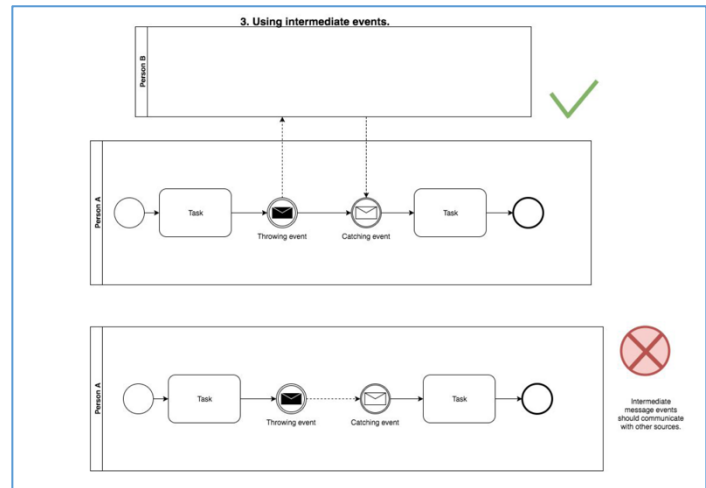 3. Using intermediate events.
Person B
Person A
Task
Throwing event
Catching event
Task
Person A
Task
Throwing event
Catching event
Task
Intermediate
message events
should communicate
with other sources.